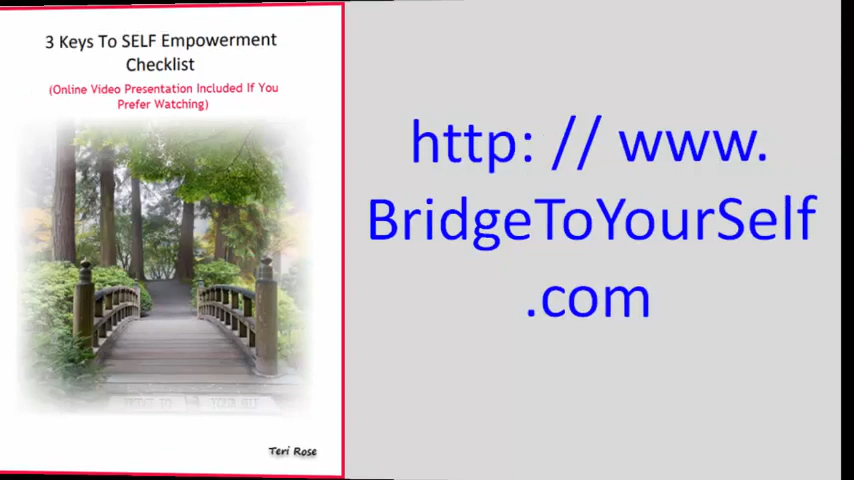 3 Keys To SELF Empowerment
Checklist
(Online Video Presentation Included If You
Prefer Watching)
Teri Rose
http: // www.
BridgeToYourSelf
.com